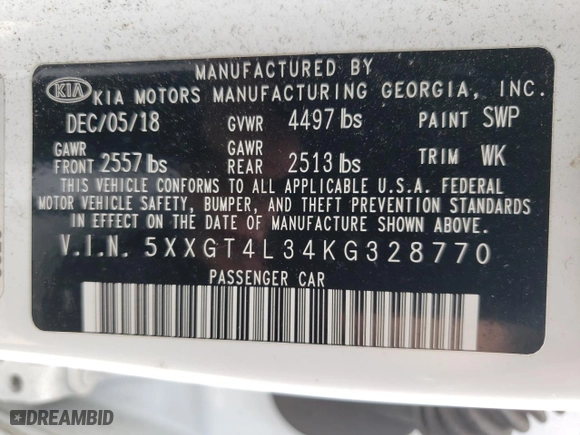 MANUFACTURED BY
KIA KIA MOTORS MANUFACTURING GEORGIA, INC.
DEC/05/18 GVWR 4497 lbs PAINT SWP
GAWR FRONT 2557 lbs GAWR REAR 2513 lbs TRIM WK
THIS VEHICLE CONFORMS TO ALL APPLICABLE U.S.A. FEDERAL
MOTOR VEHICLE SAFETY, BUMPER, AND THEFT PREVENTION STANDARDS
IN EFFECT ON THE DATE OF MANUFACTURE SHOWN ABOVE.
V.I.N. 5XXGT4L34KG328770
PASSENGER CAR
DREAMBID